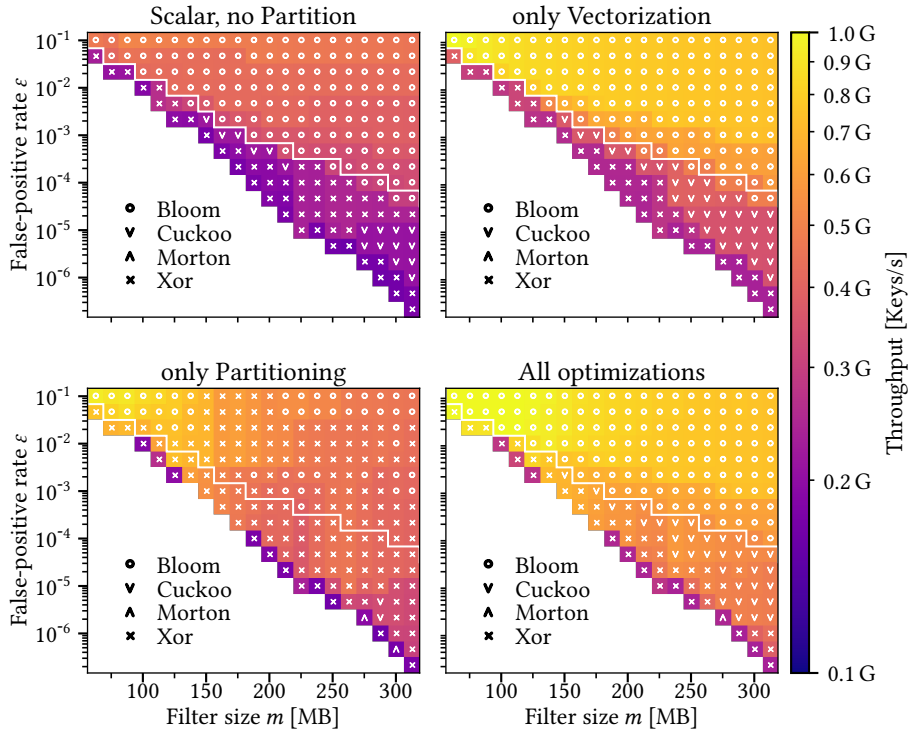 Scalar, no Partition
only Vectorization
False-positive rate ε
10⁻¹
10⁻²
10⁻³
10⁻⁴
10⁻⁵
10⁻⁶
Bloom
Cuckoo
Morton
Xor
Bloom
Cuckoo
Morton
Xor
only Partitioning
All optimizations
False-positive rate ε
10⁻¹
10⁻²
10⁻³
10⁻⁴
10⁻⁵
10⁻⁶
Bloom
Cuckoo
Morton
Xor
Bloom
Cuckoo
Morton
Xor
100 150 200 250 300
100 150 200 250 300
Filter size m [MB]
Filter size m [MB]
1.0 G
0.9 G
0.8 G
0.7 G
0.6 G
0.5 G
0.4 G
0.3 G
0.2 G
0.1 G
Throughput [Keys/s]